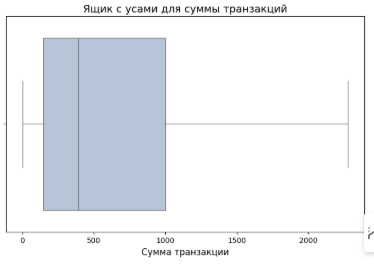 Ящик с усами для суммы транзакций
0 500 1000 1500 2000
Сумма транзакции